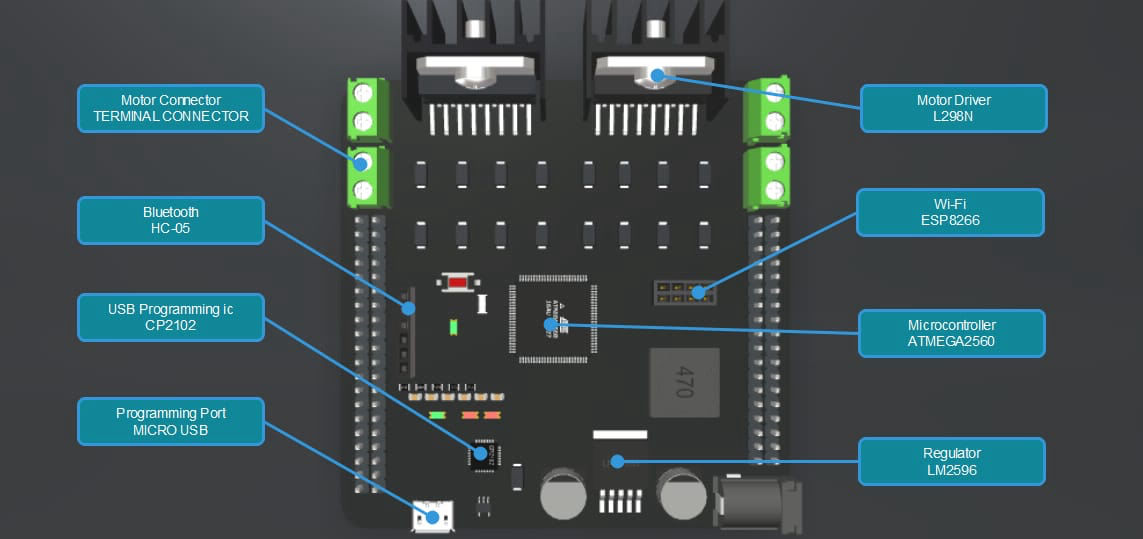 Motor Connector
TERMINAL CONNECTOR
Bluetooth
HC-05
USB Programming ic
CP2102
Programming Port
MICRO USB
Motor Driver
L298N
Wi-Fi
ESP8266
Microcontroller
ATMEGA2560
Regulator
LM2596
470